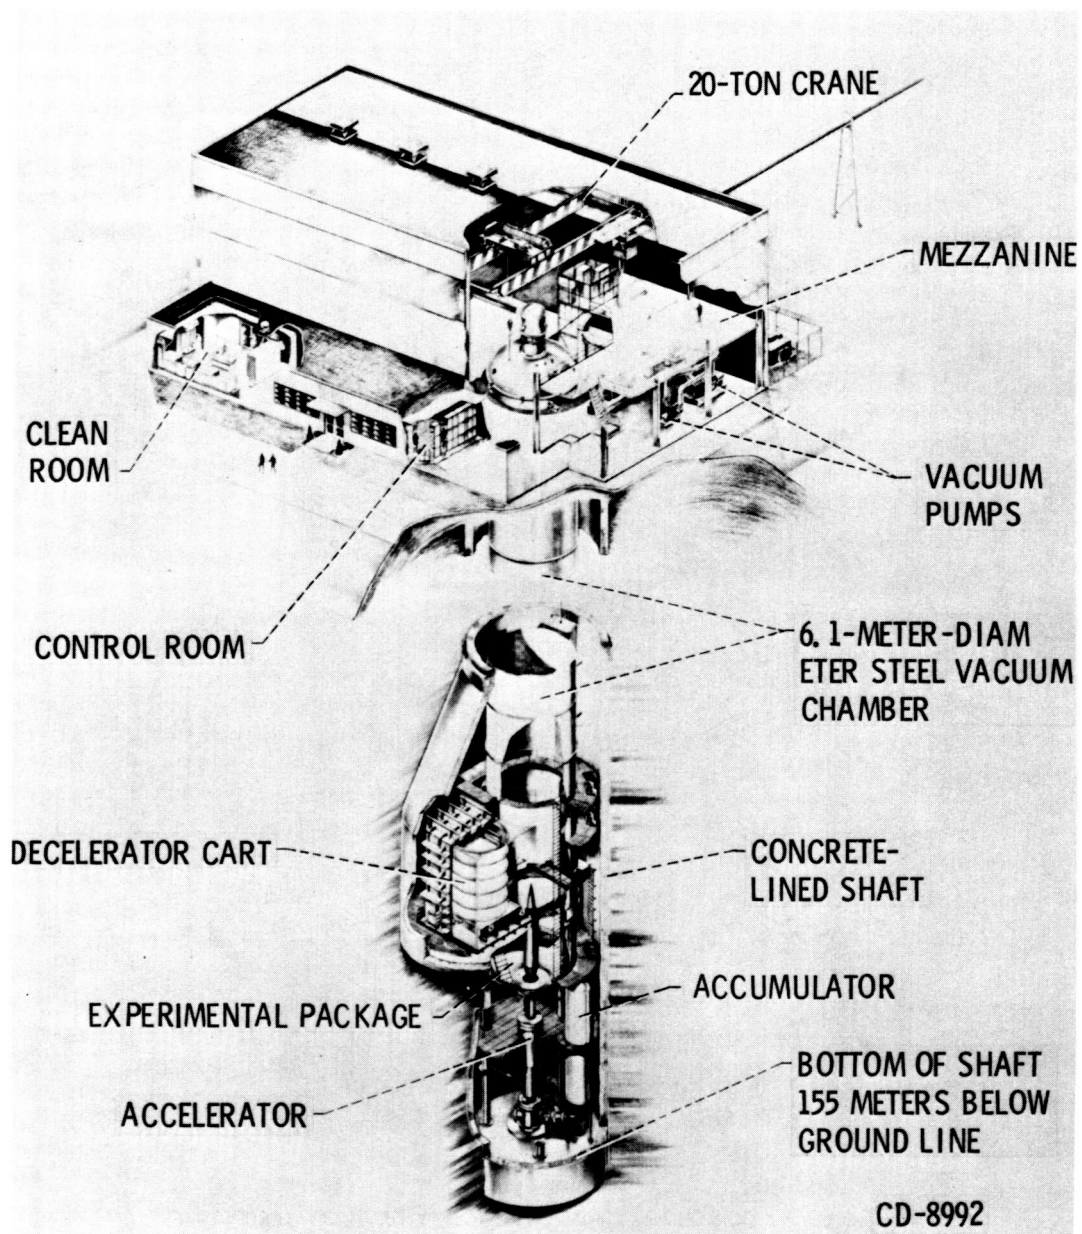 20-TON CRANE
MEZZANINE
CLEAN
ROOM
VACUUM
PUMPS
CONTROL ROOM
6.1-METER-DIAM
ETER STEEL VACUUM
CHAMBER
DECELERATOR CART
CONCRETE-
LINED SHAFT
EXPERIMENTAL PACKAGE
ACCUMULATOR
ACCELERATOR
BOTTOM OF SHAFT
155 METERS BELOW
GROUND LINE
CD-8992